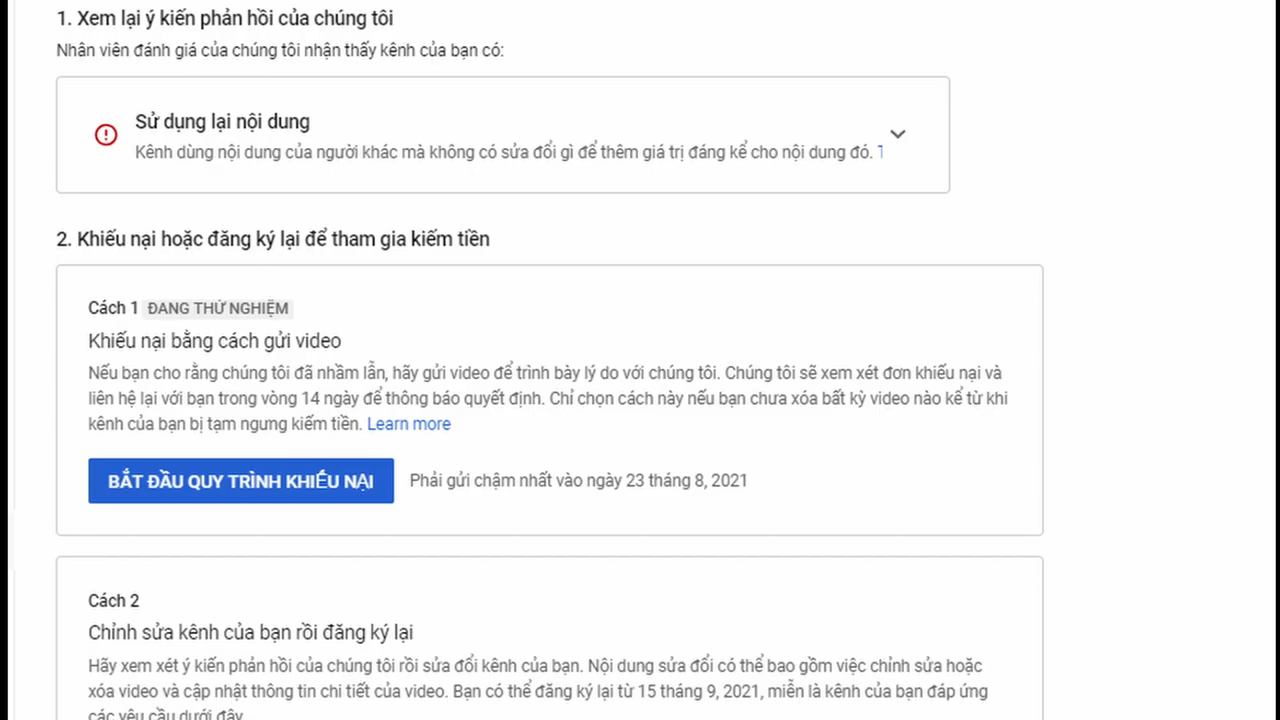 1. Xem lại ý kiến phản hồi của chúng tôi
Nhân viên đánh giá của chúng tôi nhận thấy kênh của bạn có:
Sử dụng lại nội dung
Kênh dùng nội dung của người khác mà không có sửa đổi gì để thêm giá trị đáng kể cho nội dung đó. T
2. Khiếu nại hoặc đăng ký lại để tham gia kiếm tiền
Cách 1 ĐANG THỬ NGHIỆM
Khiếu nại bằng cách gửi video
Nếu bạn cho rằng chúng tôi đã nhầm lẫn, hãy gửi video để trình bày lý do với chúng tôi. Chúng tôi sẽ xem xét đơn khiếu nại và
liên hệ lại với bạn trong vòng 14 ngày để thông báo quyết định. Chỉ chọn cách này nếu bạn chưa xóa bất kỳ video nào kể từ khi
kênh của bạn bị tạm ngưng kiếm tiền. Learn more
BẮT ĐẦU QUY TRÌNH KHIẾU NẠI Phải gửi chậm nhất vào ngày 23 tháng 8, 2021
Cách 2
Chỉnh sửa kênh của bạn rồi đăng ký lại
Hãy xem xét ý kiến phản hồi của chúng tôi rồi sửa đổi kênh của bạn. Nội dung sửa đổi có thể bao gồm việc chỉnh sửa hoặc
xóa video và cập nhật thông tin chi tiết của video. Bạn có thể đăng ký lại từ 15 tháng 9, 2021, miễn là kênh của bạn đáp ứng
các yêu cầu dưới đây.